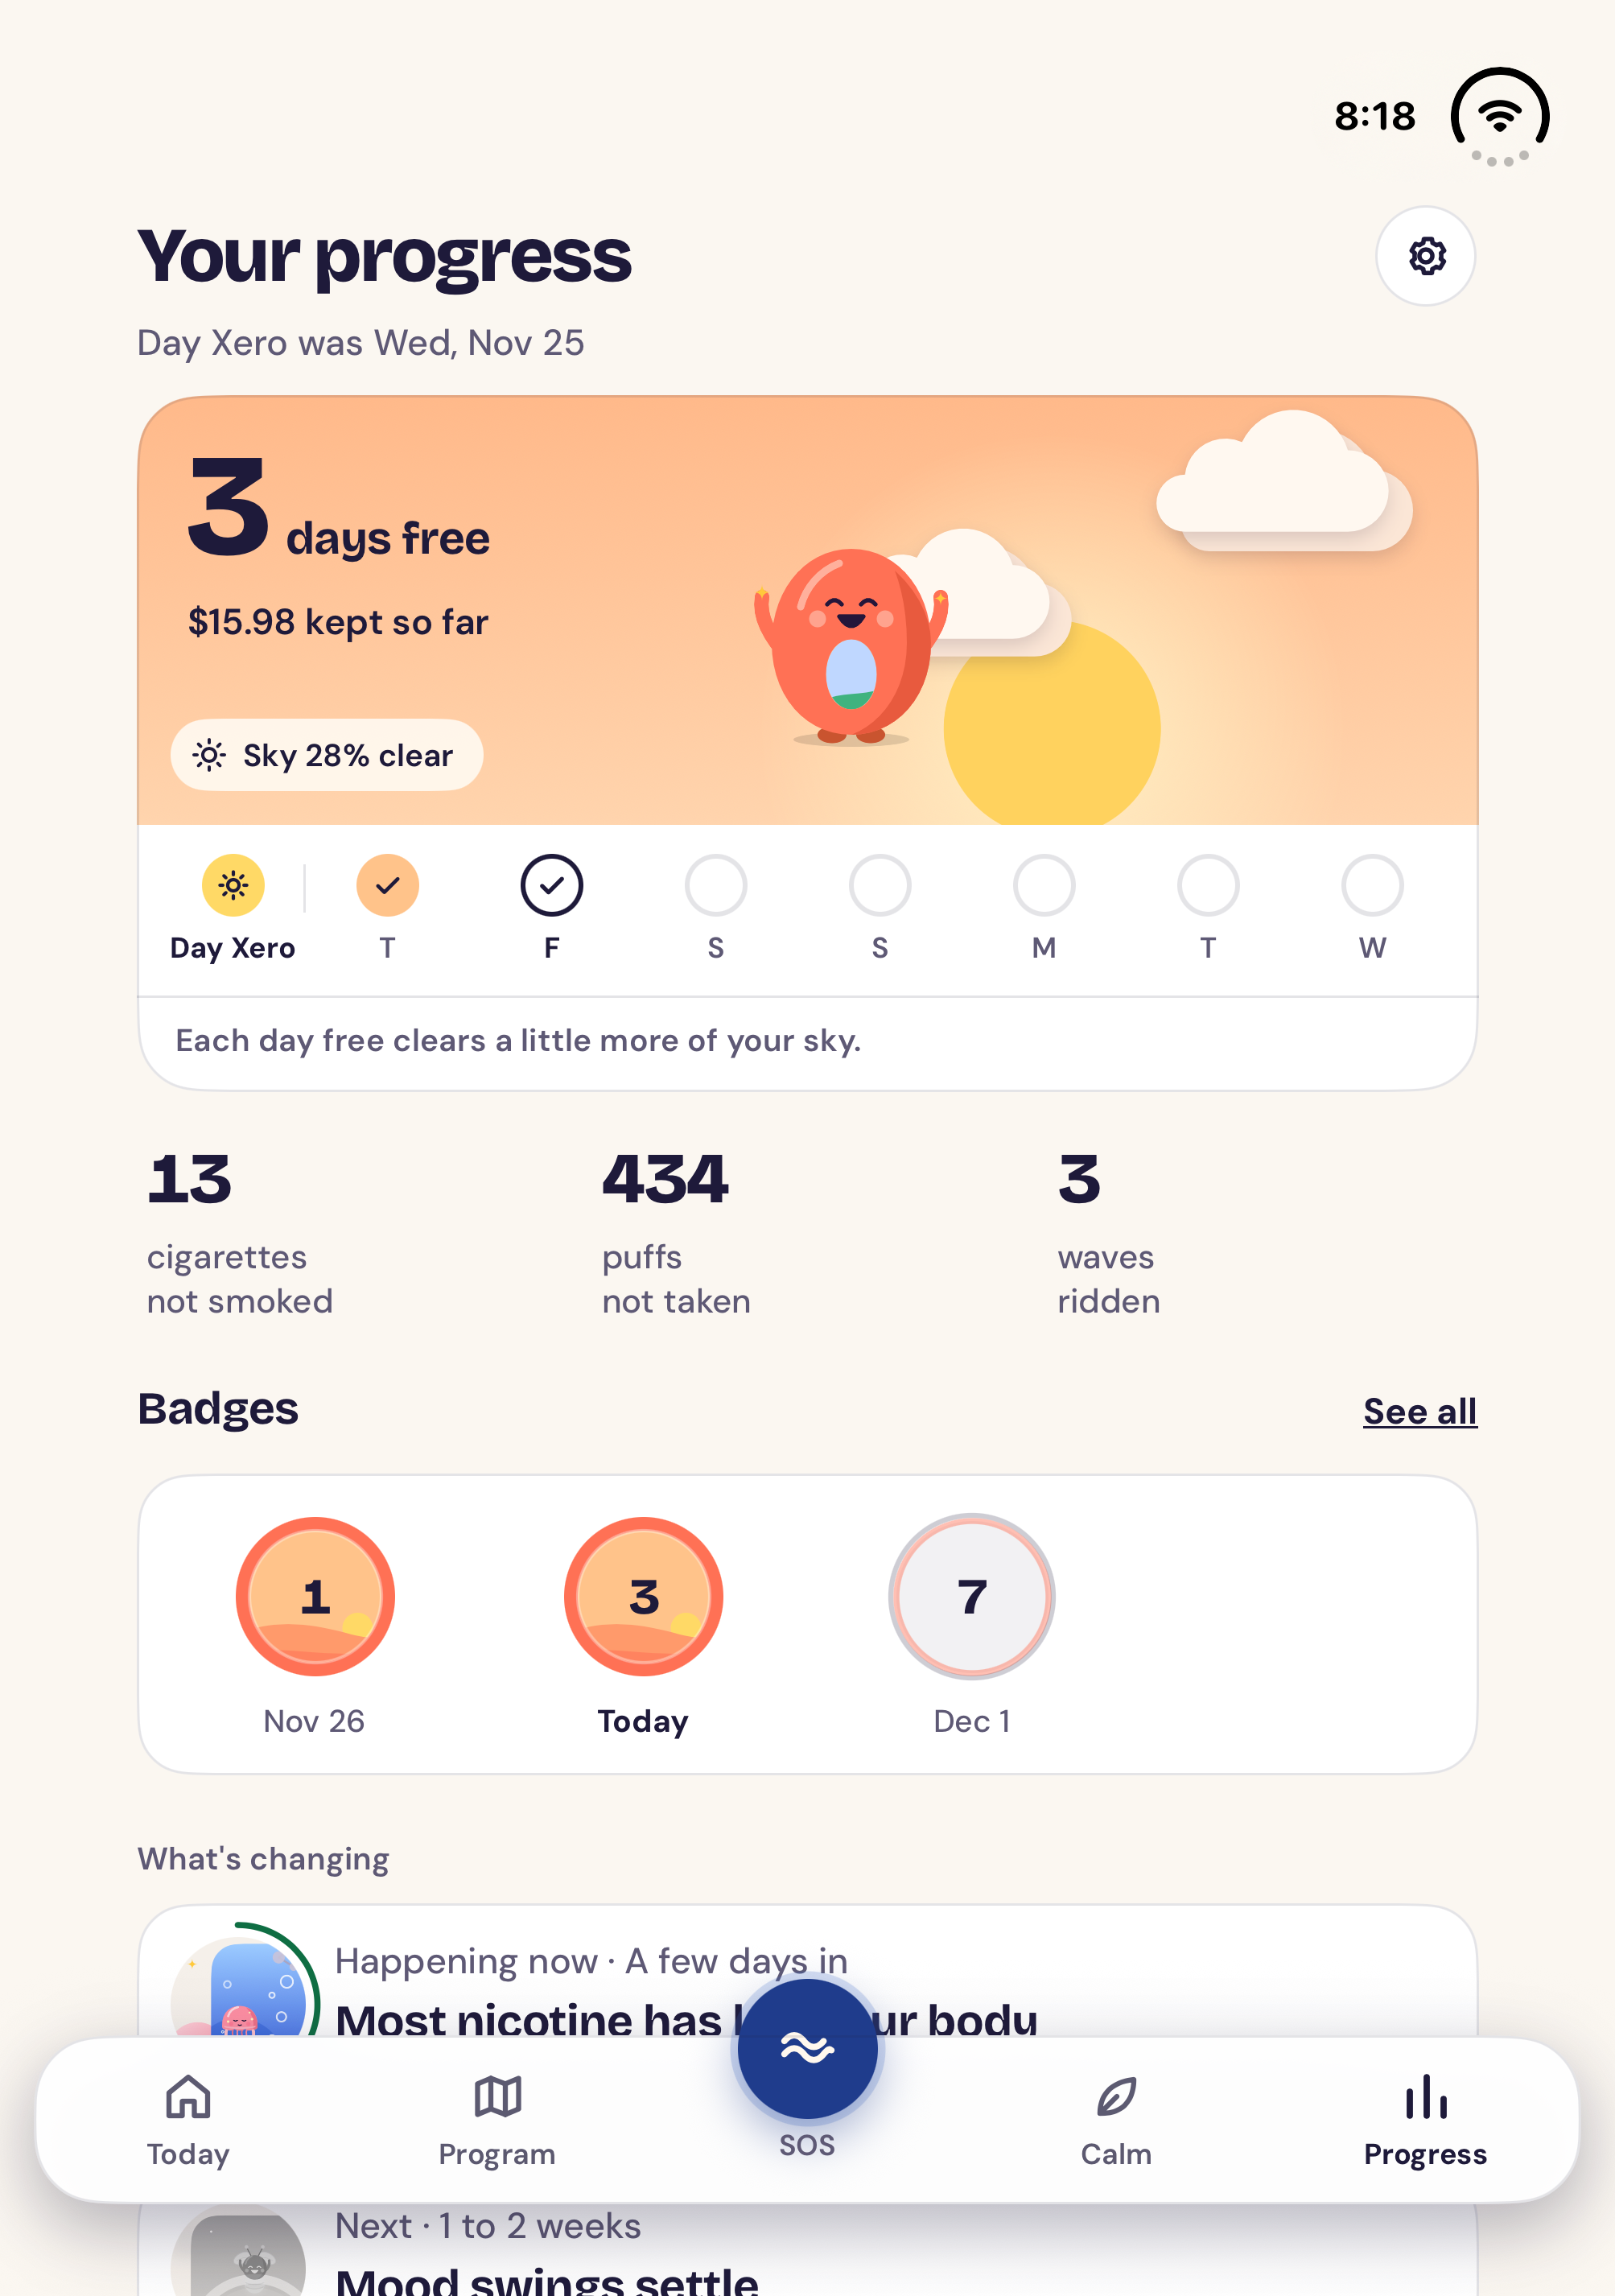 8:18
Your progress
Day Xero was Wed, Nov 25
3 days free
$15.98 kept so far
Sky 28% clear
Day Xero T F S S M T W
Each day free clears a little more of your sky.
13 434 3
cigarettes puffs waves
not smoked not taken ridden
Badges See all
1 3 7
Nov 26 Today Dec 1
What's changing
Happening now · A few days in
Most nicotine has body
Today Program SOS Calm Progress
Next · 1 to 2 weeks
Mood swings settle